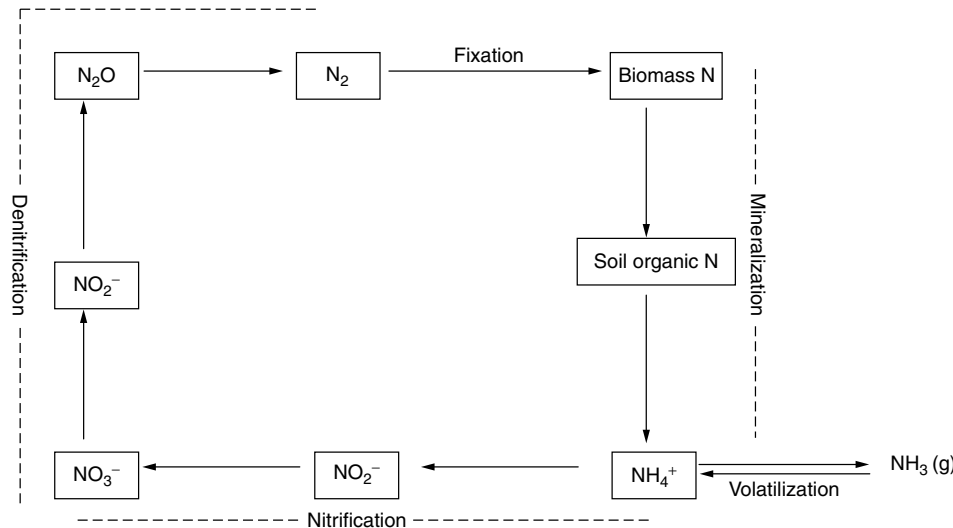 N₂O
N₂
Fixation
Biomass N
Denitrification
Mineralization
Soil organic N
NO₂⁻
NO₃⁻
NO₂⁻
NH₄⁺
NH₃ (g)
Volatilization
Nitrification